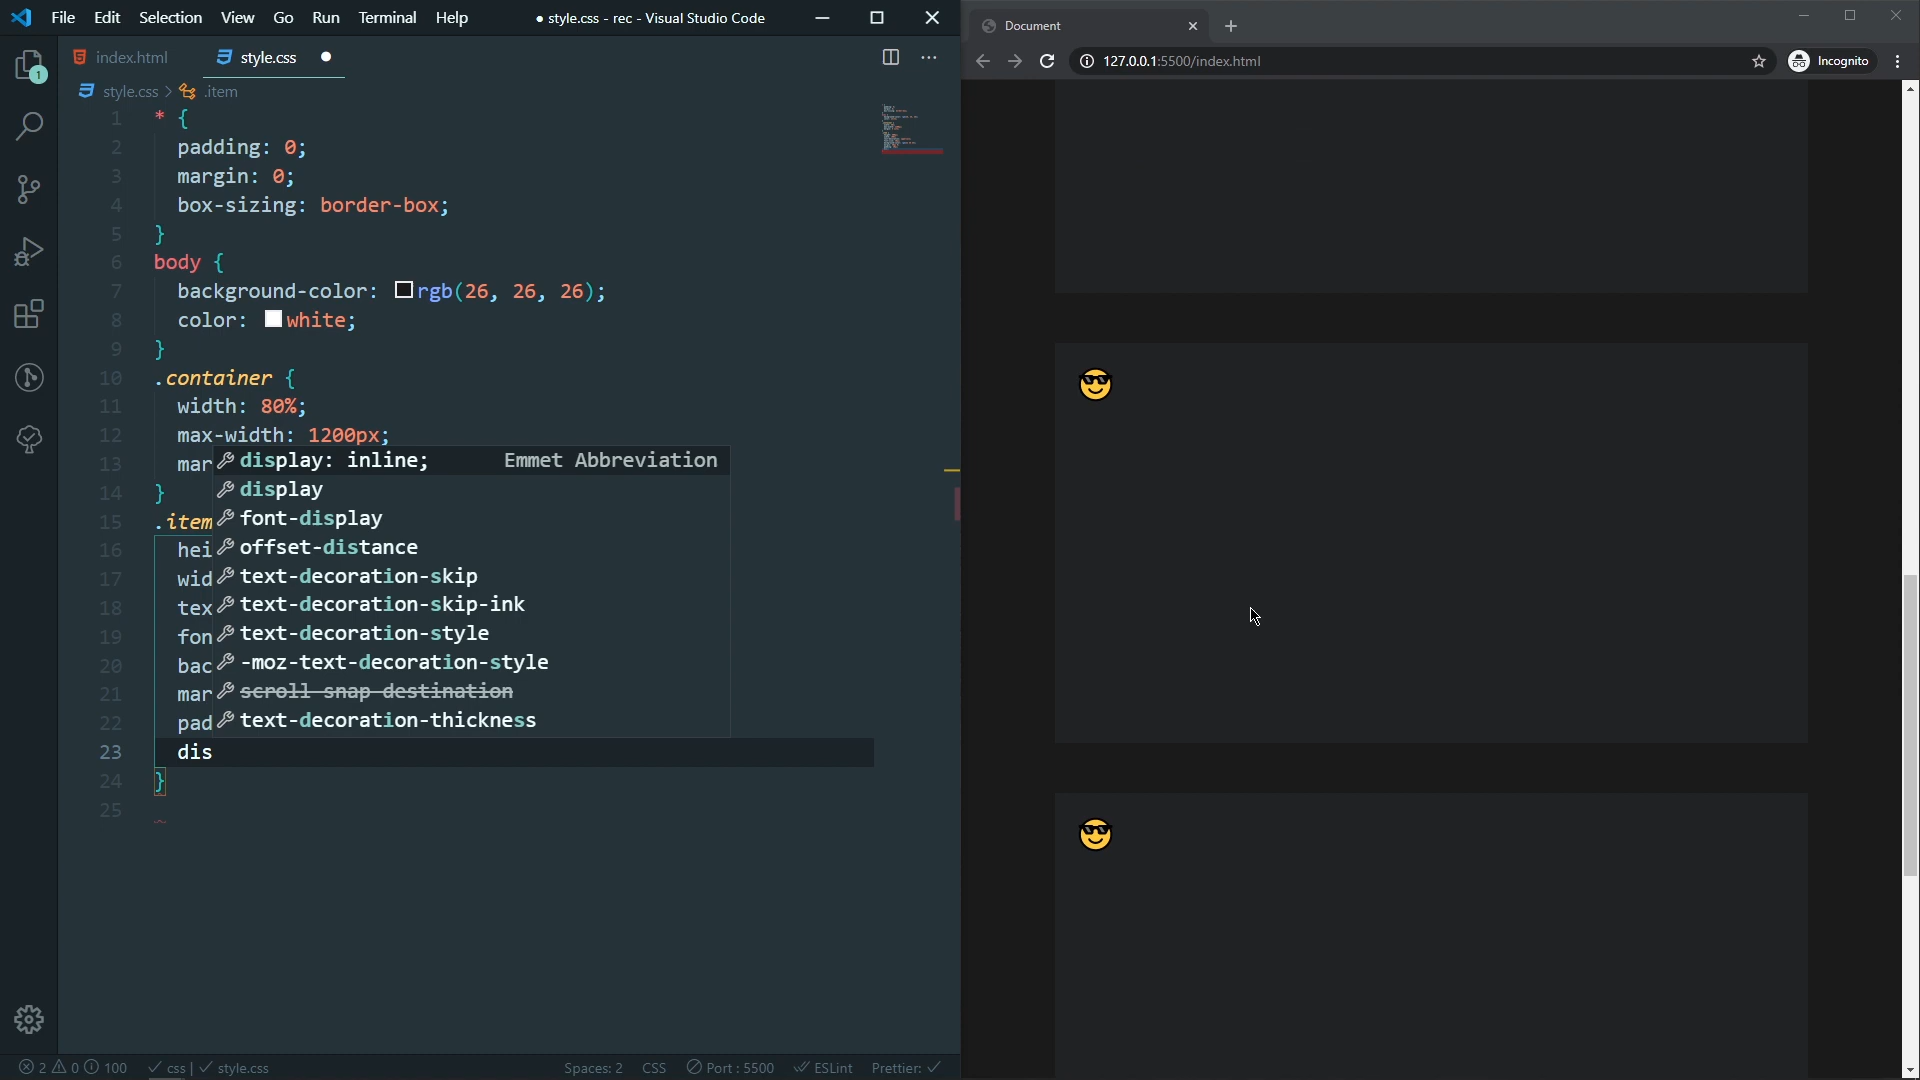 File Edit Selection View Go Run Terminal Help
● style.css - rec - Visual Studio Code
index.html
style.css
style.css > .item
1 * {
2 padding: 0;
3 margin: 0;
4 box-sizing: border-box;
5 }
6 body {
7 background-color: rgb(26, 26, 26);
8 color: white;
9 }
10 .container {
11 width: 80%;
12 max-width: 1200px;
13 mar
14 }
15 .item
16 hei
17 wid
18 tex
19 fon
20 bac
21 mar
22 pad
23 dis
24 }
25
display: inline; Emmet Abbreviation
display
font-display
offset-distance
text-decoration-skip
text-decoration-skip-ink
text-decoration-style
-moz-text-decoration-style
scroll-snap-destination
text-decoration-thickness
1
2 0 100 css | style.css Spaces: 2 CSS Port : 5500 ESLint Prettier:
Document
127.0.0.1:5500/index.html
Incognito